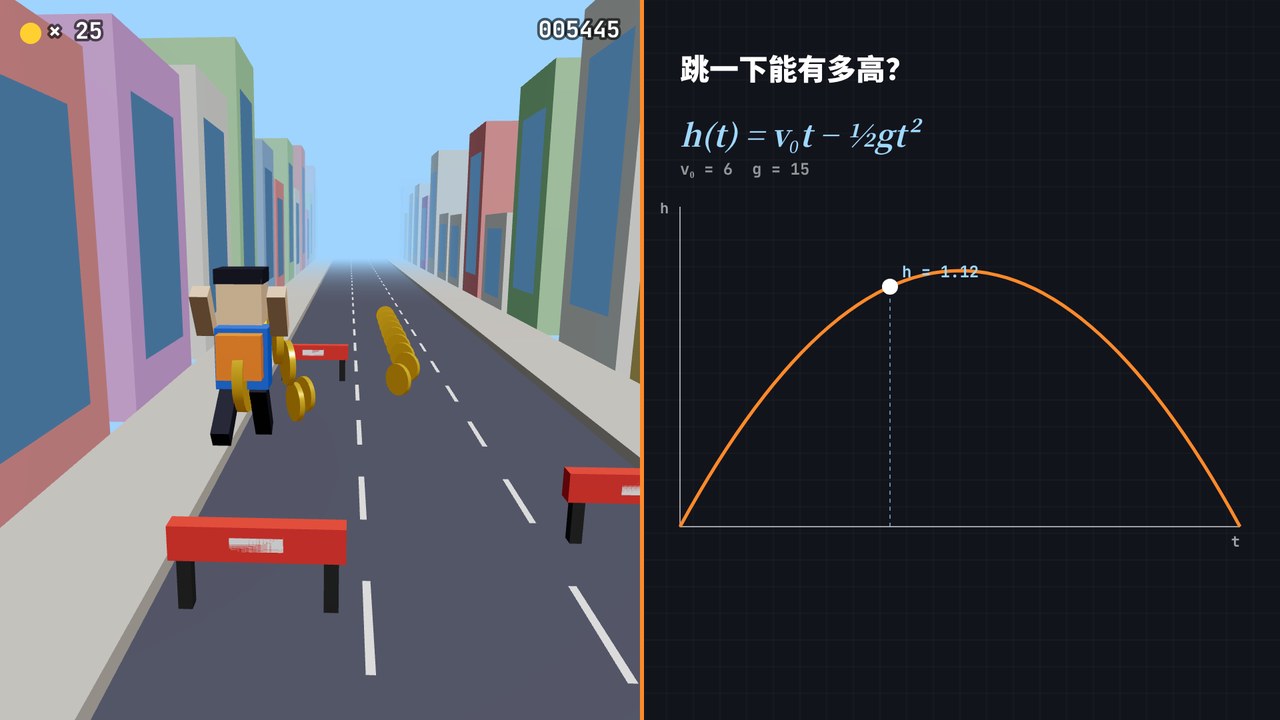 × 25
005445
跳一下能有多高?
h(t) = v₀t − ½gt²
v₀ = 6 g = 15
h
h = 1.12
t